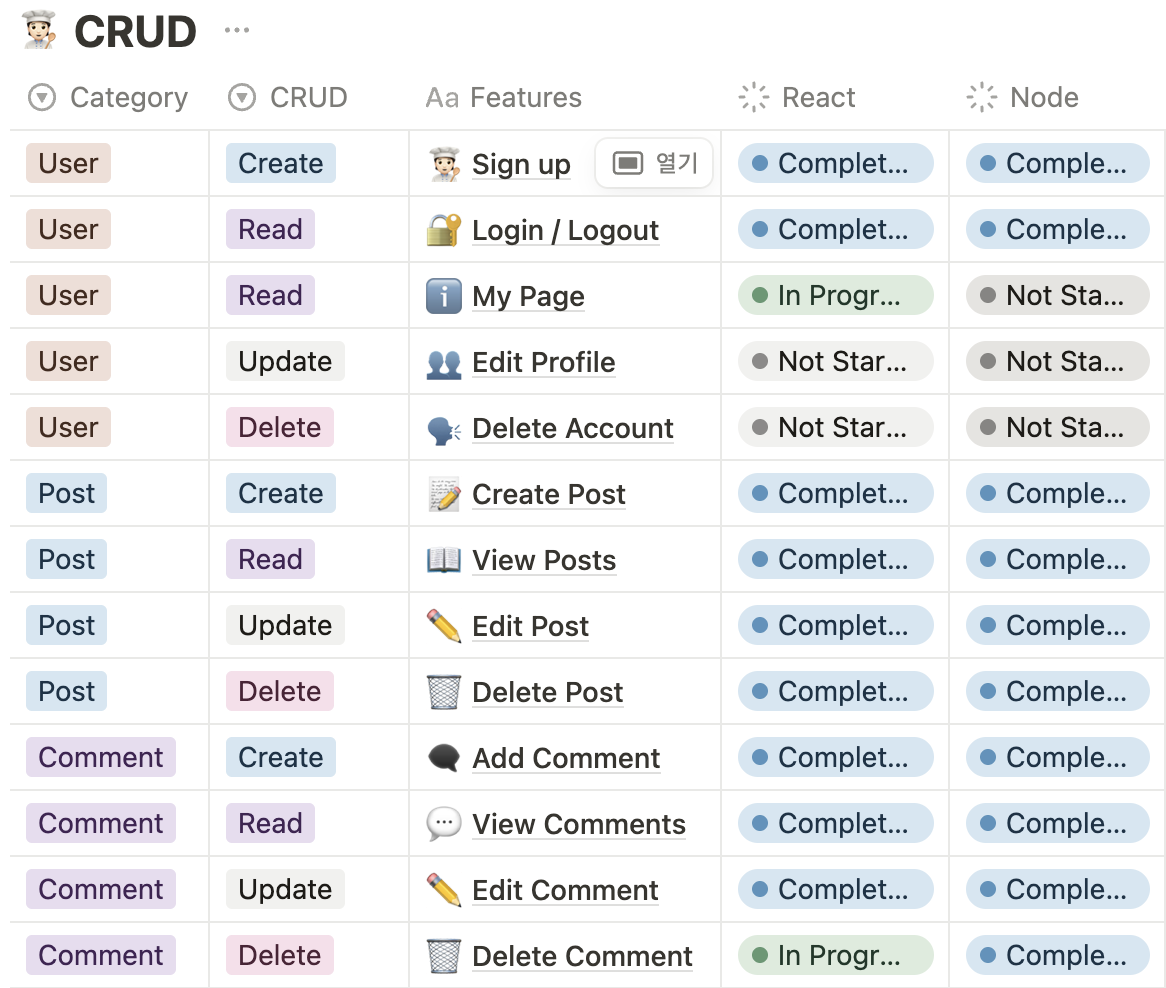 CRUD ...
Category CRUD Aa Features React Node
User Create Sign up 열기 Complet... Comple...
User Read Login / Logout Complet... Comple...
User Read My Page In Progr... Not Sta...
User Update Edit Profile Not Star... Not Sta...
User Delete Delete Account Not Star... Not Sta...
Post Create Create Post Complet... Comple...
Post Read View Posts Complet... Comple...
Post Update Edit Post Complet... Comple...
Post Delete Delete Post Complet... Comple...
Comment Create Add Comment Complet... Comple...
Comment Read View Comments Complet... Comple...
Comment Update Edit Comment Complet... Comple...
Comment Delete Delete Comment In Progr... Comple...